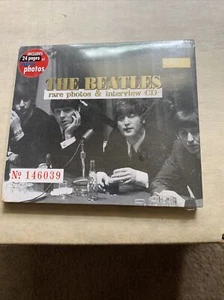 INCLUDES
24 pages of
photos
THE BEATLES
rare photos & interview CD
Nº 146039